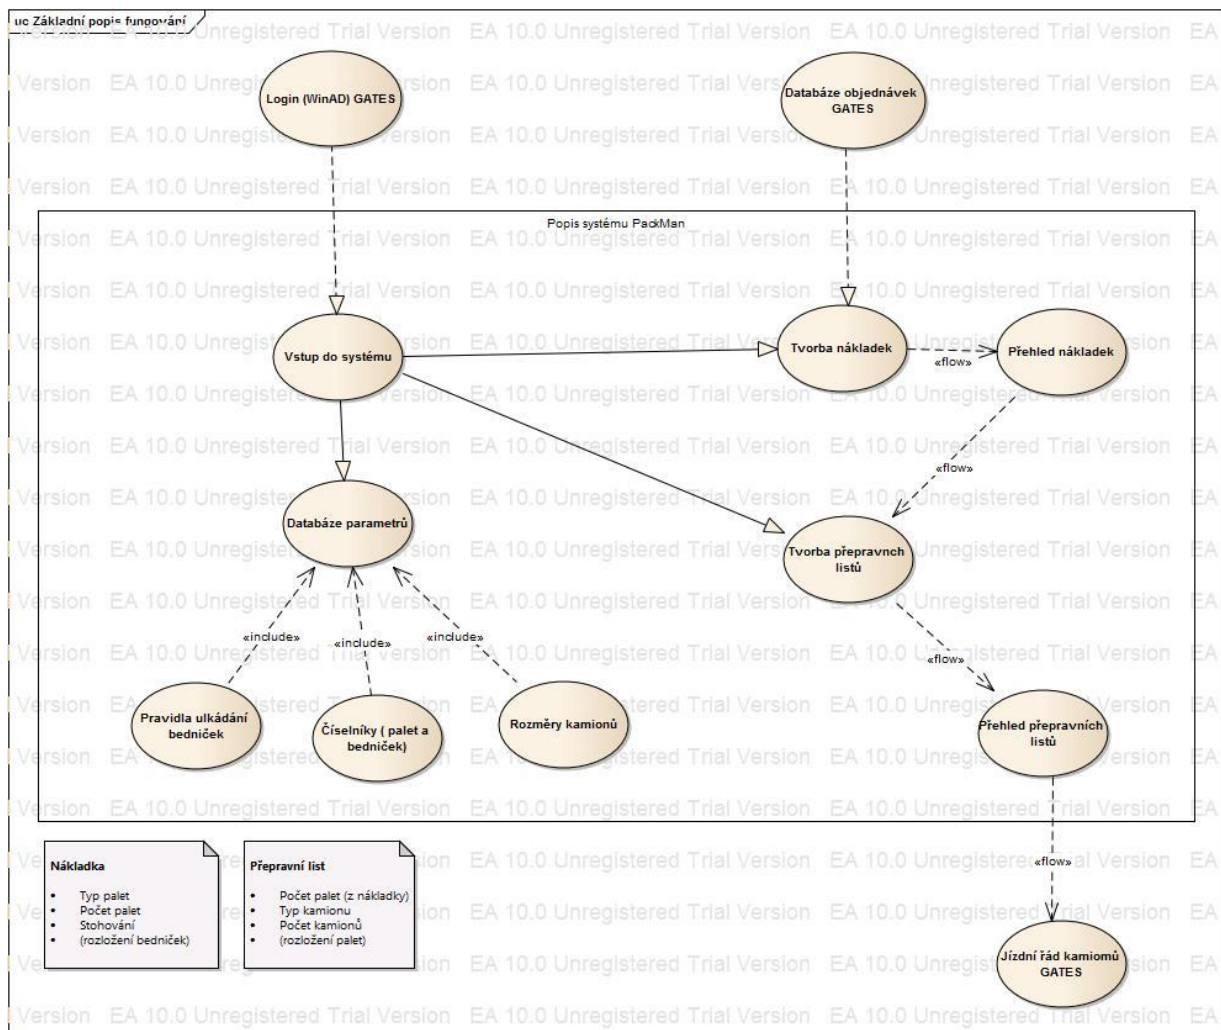 uc Základní popis fungování
Login (WinAD) GATES
Databáze objednávek
GATES
Popis systému PackMan
Vstup do systému
Tvorba nákladek
«flow»
Přehled nákladek
«flow»
Databáze parametrů
Tvorba přepravnch
listů
«include»
«include»
«include»
«flow»
Pravidla ulkádání
bedniček
Číselníky ( palet a
bedniček)
Rozměry kamionů
Přehled přepravních
listů
Nákladka
• Typ palet
• Počet palet
• Stohování
• (rozložení bedniček)
Přepravní list
• Počet palet (z nákladky)
• Typ kamionu
• Počet kamionů
• (rozložení palet)
«flow»
Jízdní řád kamiomů
GATES
EA 10.0 Unregistered Trial Version